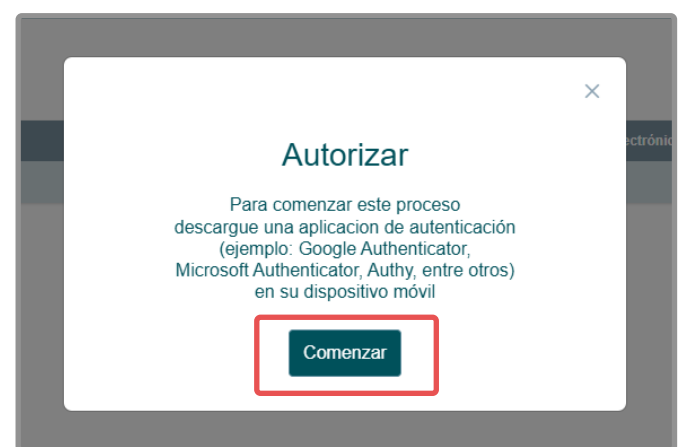 ectrónic
Autorizar
Para comenzar este proceso
descargue una aplicacion de autenticación
(ejemplo: Google Authenticator,
Microsoft Authenticator, Authy, entre otros)
en su dispositivo móvil
Comenzar